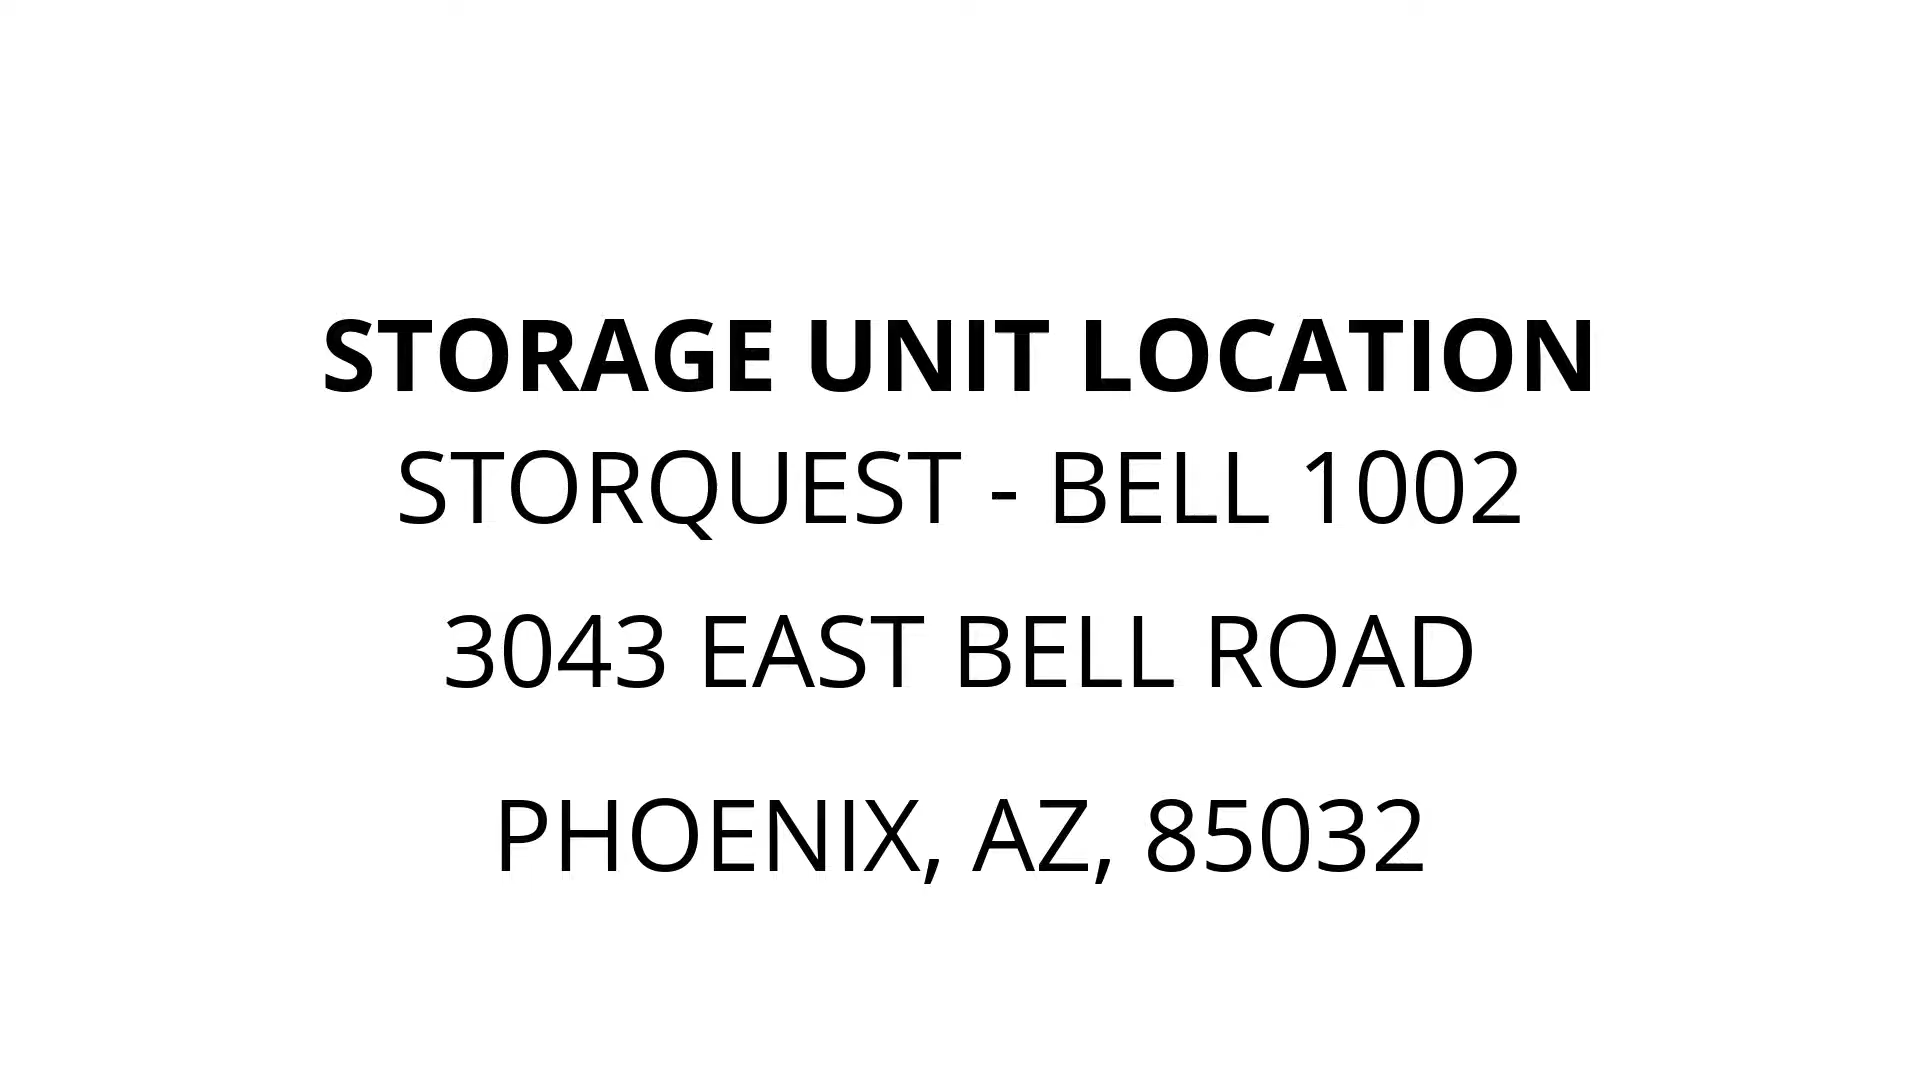 STORAGE UNIT LOCATION
STORQUEST - BELL 1002
3043 EAST BELL ROAD
PHOENIX, AZ, 85032